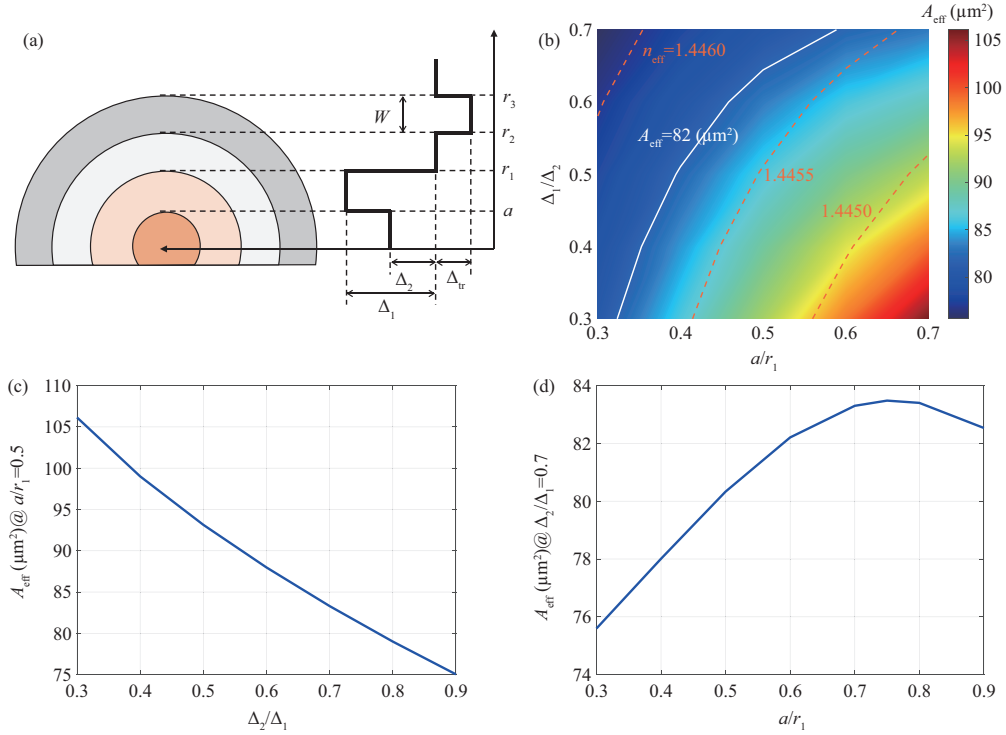 (a)
W
r3
r2
r1
a
Δ2
Δtr
Δ1
(b)
Aeff (μm²)
neff=1.4460
Aeff=82 (μm²)
1.4455
1.4450
0.7
0.6
0.5
0.4
0.3
Δ1/Δ2
0.3 0.4 0.5 0.6 0.7
a/r1
105
100
95
90
85
80
(c)
110
105
100
95
90
85
80
75
Aeff (μm²)@ a/r1=0.5
0.3 0.4 0.5 0.6 0.7 0.8 0.9
Δ2/Δ1
(d)
84
82
80
78
76
74
Aeff (μm²)@ Δ2/Δ1=0.7
0.3 0.4 0.5 0.6 0.7 0.8 0.9
a/r1